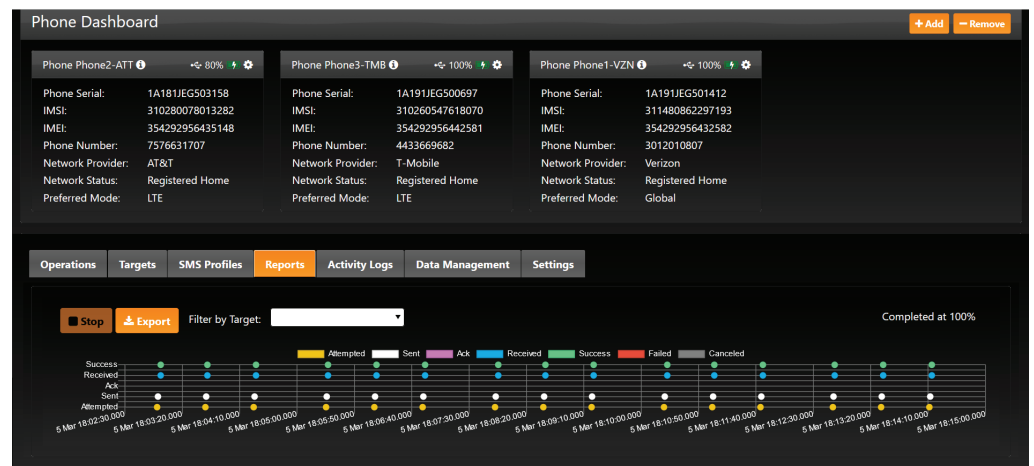 Phone Dashboard
+ Add
− Remove
Phone Phone2-ATT 80%
Phone Serial: 1A181JEG503158
IMSI: 310280078013282
IMEI: 354292956435148
Phone Number: 7576631707
Network Provider: AT&T
Network Status: Registered Home
Preferred Mode: LTE
Phone Phone3-TMB 100%
Phone Serial: 1A191JEG500697
IMSI: 310260547618070
IMEI: 354292956442581
Phone Number: 4433669682
Network Provider: T-Mobile
Network Status: Registered Home
Preferred Mode: LTE
Phone Phone1-VZN 100%
Phone Serial: 1A191JEG501412
IMSI: 311480862297193
IMEI: 354292956432582
Phone Number: 3012010807
Network Provider: Verizon
Network Status: Registered Home
Preferred Mode: Global
Operations Targets SMS Profiles Reports Activity Logs Data Management Settings
Stop Export Filter by Target: Completed at 100%
Attempted Sent Ack Received Success Failed Canceled
Success
Received
Ack
Sent
Attempted
5 Mar 18:02:30.000 5 Mar 18:03:20.000 5 Mar 18:04:10.000 5 Mar 18:05:00.000 5 Mar 18:05:50.000 5 Mar 18:06:40.000 5 Mar 18:07:30.000 5 Mar 18:08:20.000 5 Mar 18:09:10.000 5 Mar 18:10:00.000 5 Mar 18:10:50.000 5 Mar 18:11:40.000 5 Mar 18:12:30.000 5 Mar 18:13:20.000 5 Mar 18:14:10.000 5 Mar 18:15:00.000